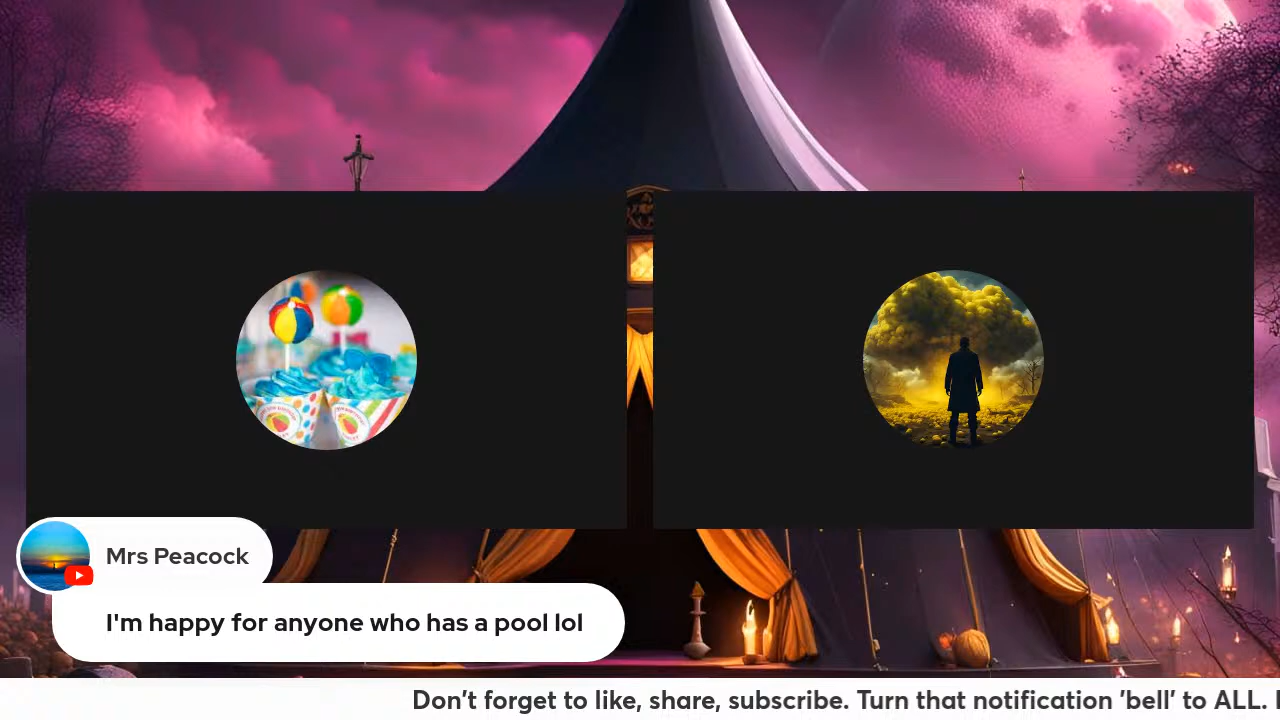 Mrs Peacock
I'm happy for anyone who has a pool lol
Don't forget to like, share, subscribe. Turn that notification 'bell' to ALL.